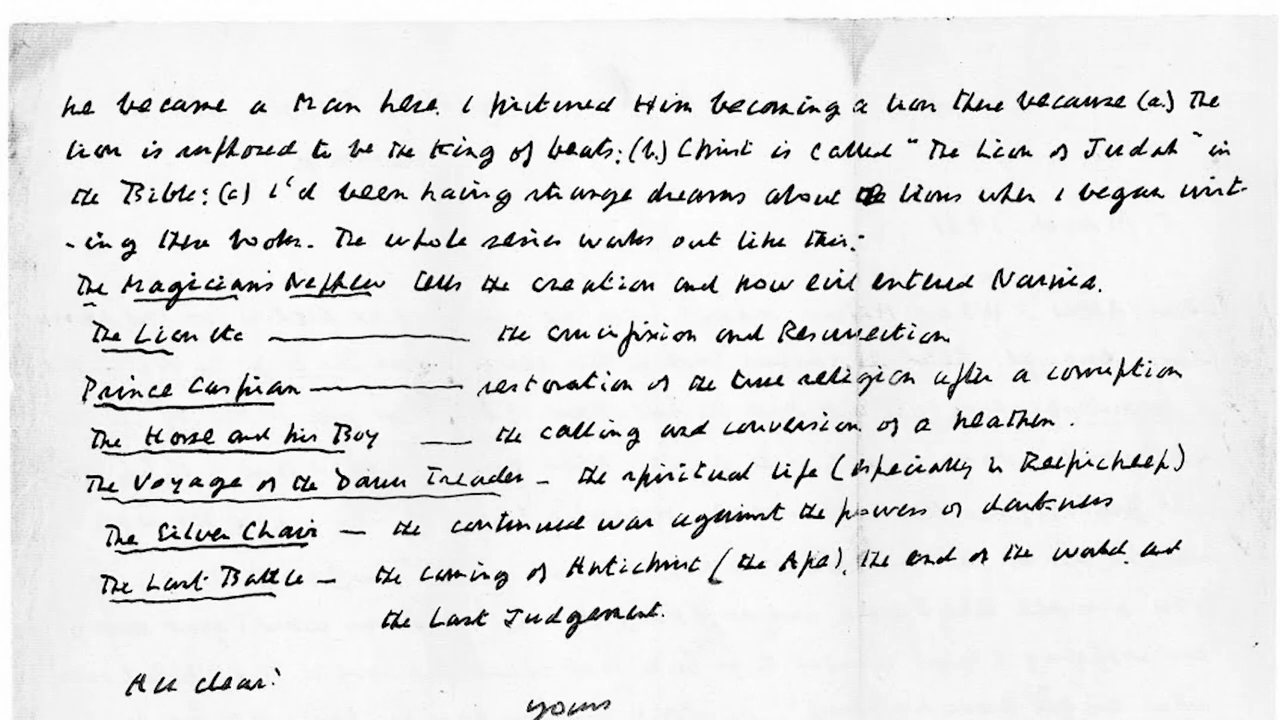 he became a Man here. I pictured Him becoming a lion there because (a.) The
lion is supposed to be the King of beats: (b.) Christ is called "The Lion of Judah" in
the Bible: (c) I'd been having strange dreams about lions when I began writ-
-ing these books. The whole series works out like this:
The Magicians Nephew tells the creation and how evil entered Narnia.
The Lion etc ——— the crucifixion and Resurrection
Prince Caspian ——— restoration of the true religion after a corruption
The Horse and his Boy —— the calling and conversion of a heathen.
The Voyage of the Dawn Treader – the spiritual life (especially in Reepicheep)
The Silver Chair — the continued war against the powers of darkness
The Last Battle – the coming of Antichrist (the Ape), the end of the world, and
the Last Judgement.
All clear?
yours